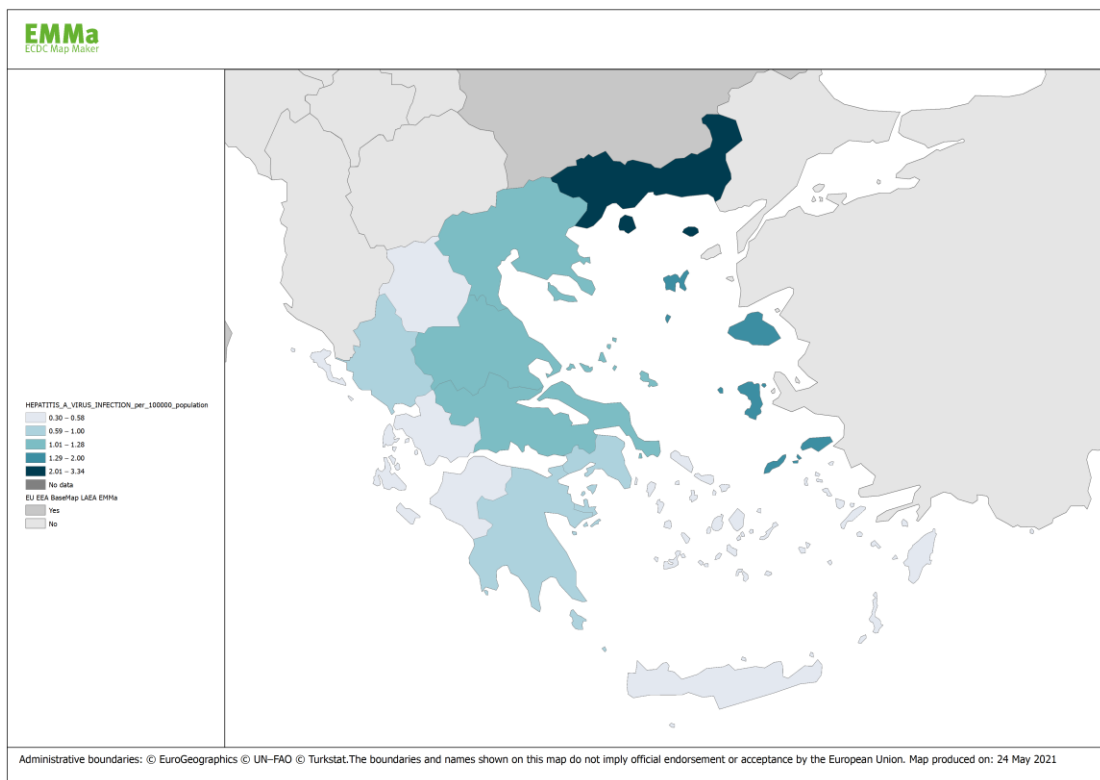 EMMa
ECDC Map Maker
HEPATITIS_A_VIRUS_INFECTION_per_100000_population
0.30 – 0.58
0.59 – 1.00
1.01 – 1.28
1.29 – 2.00
2.01 – 3.34
No data
EU EEA BaseMap LAEA EMMa
Yes
No
Administrative boundaries: © EuroGeographics © UN–FAO © Turkstat.The boundaries and names shown on this map do not imply official endorsement or acceptance by the European Union. Map produced on: 24 May 2021